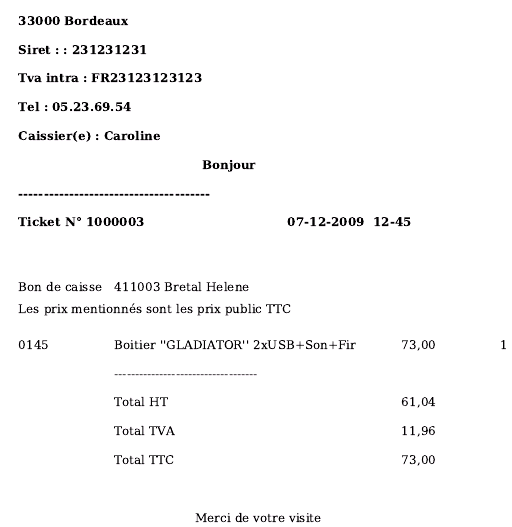 33000 Bordeaux
Siret : : 231231231
Tva intra : FR23123123123
Tel : 05.23.69.54
Caissier(e) : Caroline
Bonjour
-------------------------------------
Ticket N° 1000003 07-12-2009 12-45
Bon de caisse 411003 Bretal Helene
Les prix mentionnés sont les prix public TTC
0145 Boitier "GLADIATOR" 2xUSB+Son+Fir 73,00 1
-----------------------------------
Total HT 61,04
Total TVA 11,96
Total TTC 73,00
Merci de votre visite